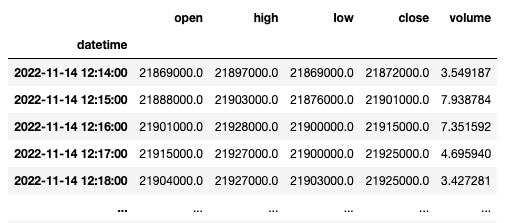 open high low close volume
datetime
2022-11-14 12:14:00 21869000.0 21897000.0 21869000.0 21872000.0 3.549187
2022-11-14 12:15:00 21888000.0 21903000.0 21876000.0 21901000.0 7.938784
2022-11-14 12:16:00 21901000.0 21928000.0 21900000.0 21915000.0 7.351592
2022-11-14 12:17:00 21915000.0 21927000.0 21900000.0 21925000.0 4.695940
2022-11-14 12:18:00 21904000.0 21927000.0 21903000.0 21925000.0 3.427281
... ... ... ... ... ...